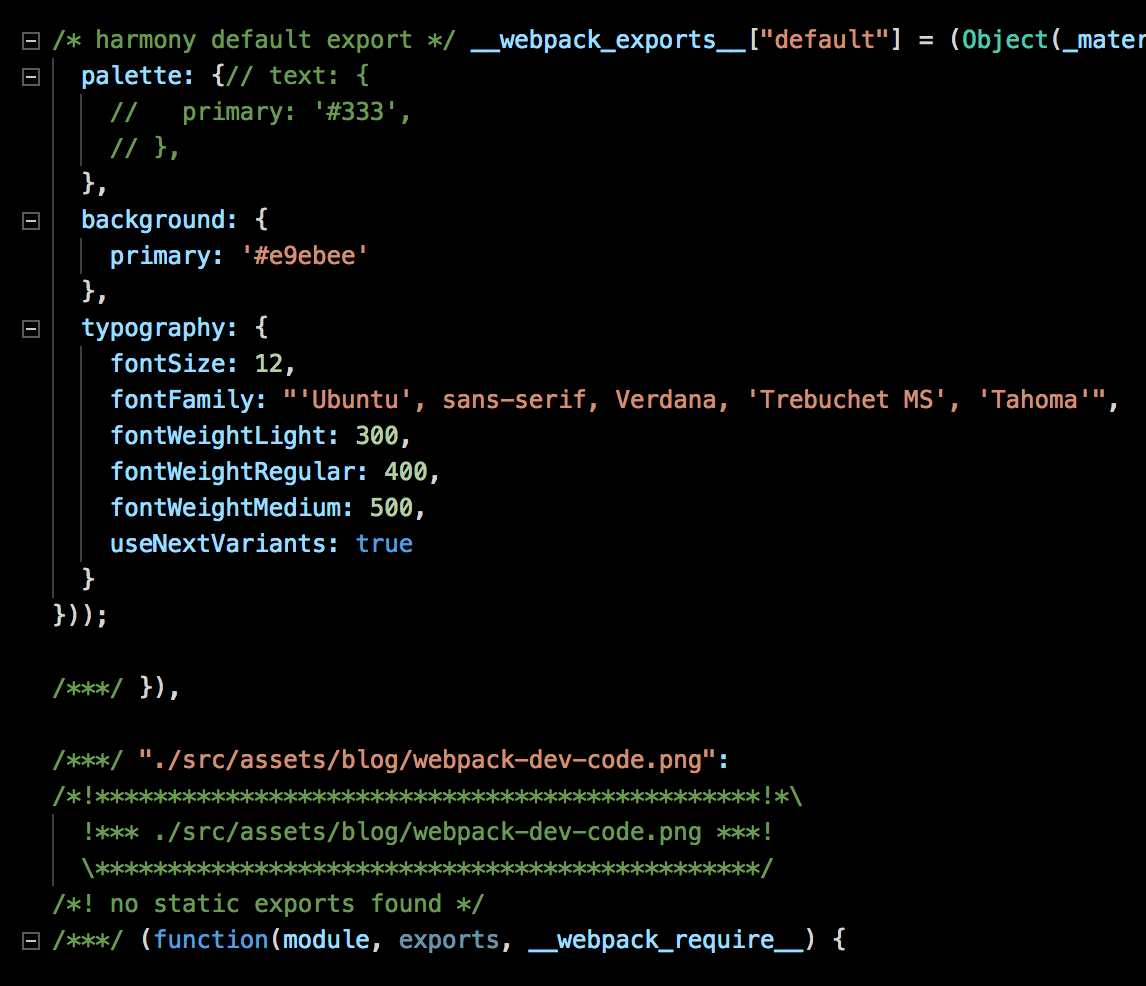 /* harmony default export */ __webpack_exports__["default"] = (Object(_mater
palette: {// text: {
//   primary: '#333',
// },
},
background: {
primary: '#e9ebee'
},
typography: {
fontSize: 12,
fontFamily: "'Ubuntu', sans-serif, Verdana, 'Trebuchet MS', 'Tahoma'",
fontWeightLight: 300,
fontWeightRegular: 400,
fontWeightMedium: 500,
useNextVariants: true
}
}));
/***/ }),
/***/ "./src/assets/blog/webpack-dev-code.png":
/*!**********************************************!*\
!*** ./src/assets/blog/webpack-dev-code.png ***!
\**********************************************/
/*! no static exports found */
/***/ (function(module, exports, __webpack_require__) {